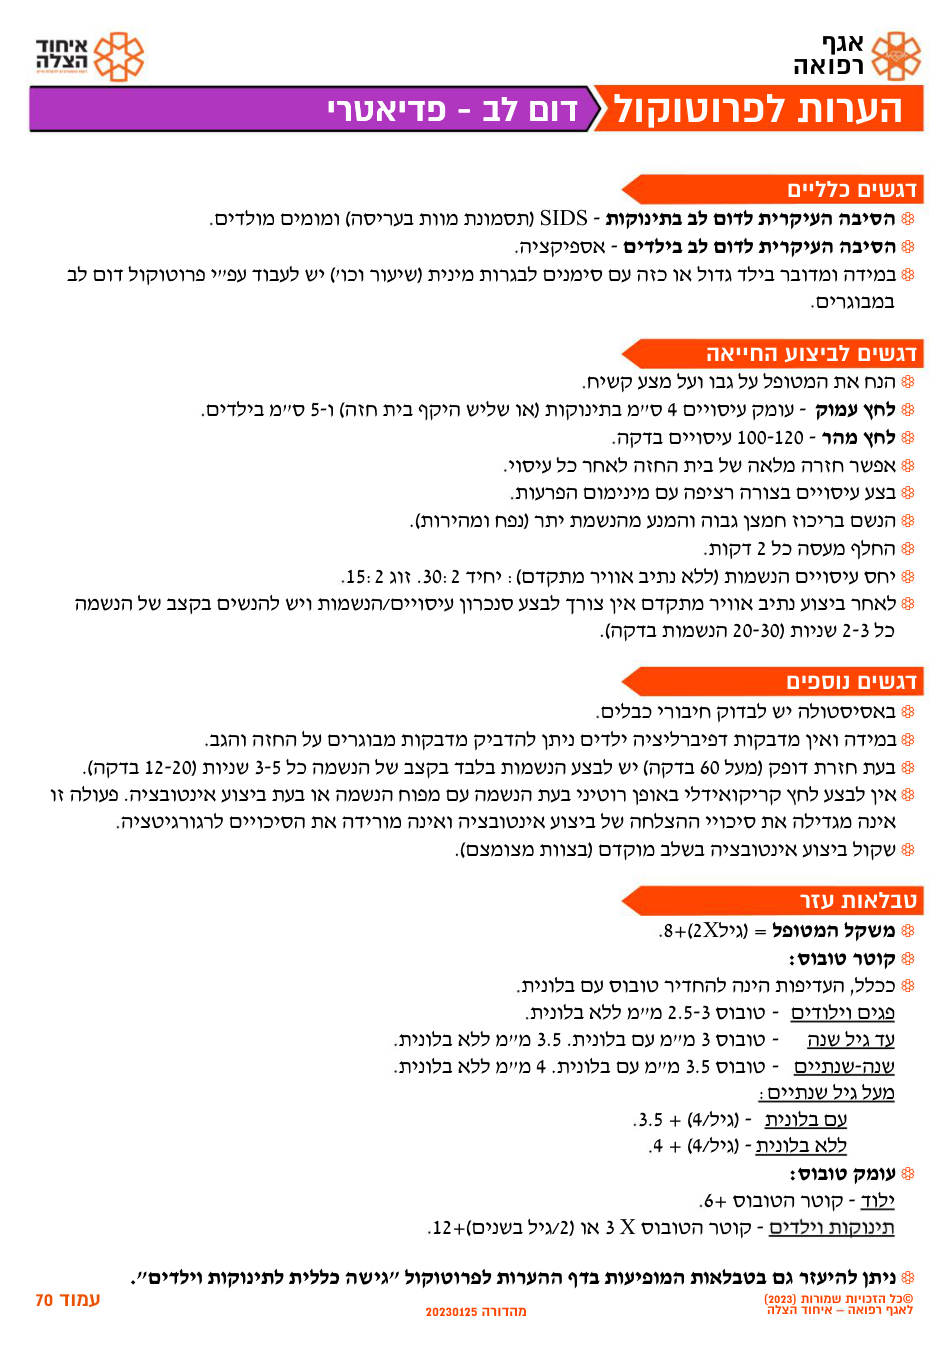 אגף
רפואה
איחוד
הצלה
הערות לפרוטוקול
דום לב - פדיאטרי
דגשים כלליים
הסיבה העיקרית לדום לב בתינוקות - SIDS (תסמונת מוות בעריסה) ומומים מולדים.
הסיבה העיקרית לדום לב בילדים - אספיקציה.
במידה ומדובר בילד גדול או כזה עם סימנים לבגרות מינית (שיעור וכו') יש לעבוד עפ"י פרוטוקול דום לב
במבוגרים.
דגשים לביצוע החייאה
הנח את המטופל על גבו ועל מצע קשיח.
לחץ עמוק - עומק עיסויים 4 ס"מ בתינוקות (או שליש היקף בית חזה) ו-5 ס"מ בילדים.
לחץ מהר - 100-120 עיסויים בדקה.
אפשר חזרה מלאה של בית החזה לאחר כל עיסוי.
בצע עיסויים בצורה רציפה עם מינימום הפרעות.
הנשם בריכוז חמצן גבוה והמנע מהנשמת יתר (נפח ומהירות).
החלף מעסה כל 2 דקות.
יחס עיסויים הנשמות (ללא נתיב אוויר מתקדם): יחיד 2 :30. זוג 2 :15.
לאחר ביצוע נתיב אוויר מתקדם אין צורך לבצע סנכרון עיסויים/הנשמות ויש להנשים בקצב של הנשמה
כל 2-3 שניות (20-30 הנשמות בדקה).
דגשים נוספים
באסיסטולה יש לבדוק חיבורי כבלים.
במידה ואין מדבקות דפיברליציה ילדים ניתן להדביק מדבקות מבוגרים על החזה והגב.
בעת חזרת דופק (מעל 60 בדקה) יש לבצע הנשמות בלבד בקצב של הנשמה כל 3-5 שניות (12-20 בדקה).
אין לבצע לחץ קריקואידלי באופן רוטיני בעת הנשמה עם מפוח הנשמה או בעת ביצוע אינטובציה. פעולה זו
אינה מגדילה את סיכויי ההצלחה של ביצוע אינטובציה ואינה מורידה את הסיכויים לרגורגיטציה.
שקול ביצוע אינטובציה בשלב מוקדם (בצוות מצומצם).
טבלאות עזר
משקל המטופל = (גיל2X)+8.
קוטר טובוס:
ככלל, העדיפות הינה להחדיר טובוס עם בלונית.
פגים וילודים - טובוס 2.5-3 מ"מ ללא בלונית.
עד גיל שנה - טובוס 3 מ"מ עם בלונית. 3.5 מ"מ ללא בלונית.
שנה-שנתיים - טובוס 3.5 מ"מ עם בלונית. 4 מ"מ ללא בלונית.
מעל גיל שנתיים:
עם בלונית - (גיל/4) + 3.5.
ללא בלונית - (גיל/4) + 4.
עומק טובוס:
ילוד - קוטר הטובוס +6.
תינוקות וילדים - קוטר הטובוס X 3 או (2/גיל בשנים)+12.
ניתן להיעזר גם בטבלאות המופיעות בדף ההערות לפרוטוקול "גישה כללית לתינוקות וילדים".
©כל הזכויות שמורות (2023)
לאגף רפואה – איחוד הצלה
מהדורה 20230125
עמוד 70